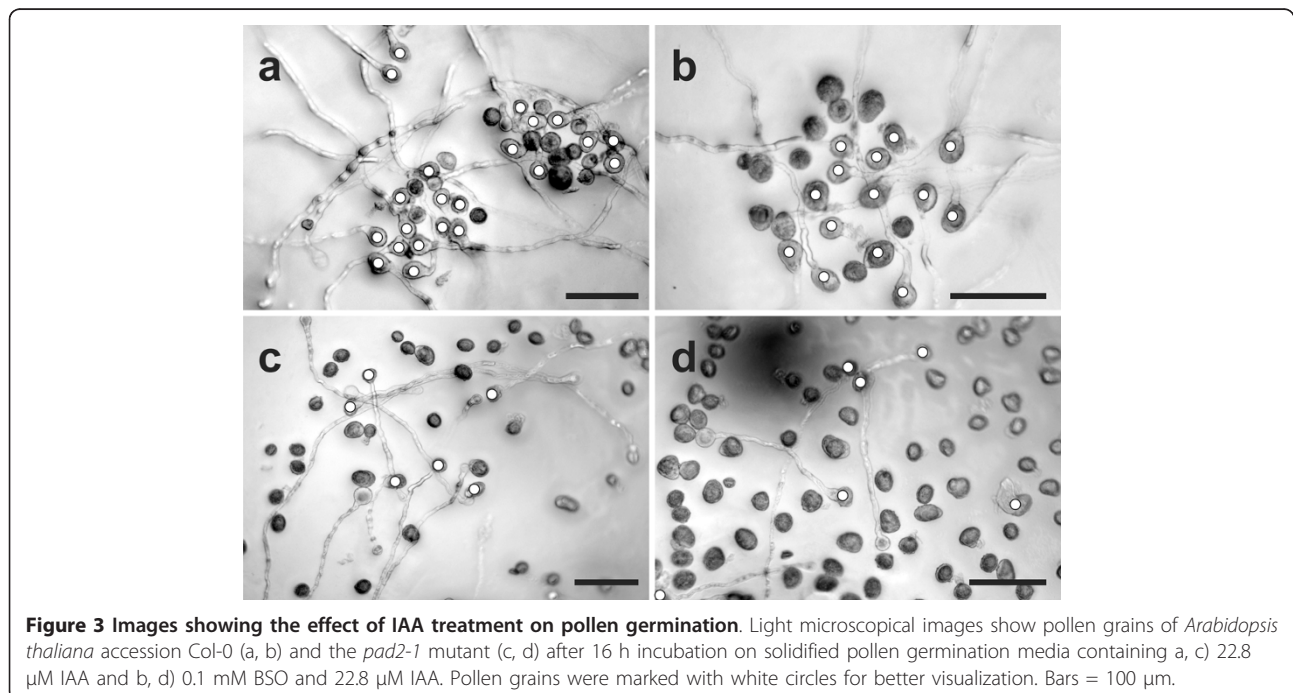 a
b
c
d
Figure 3 Images showing the effect of IAA treatment on pollen germination. Light microscopical images show pollen grains of Arabidopsis
thaliana accession Col-0 (a, b) and the pad2-1 mutant (c, d) after 16 h incubation on solidified pollen germination media containing a, c) 22.8
μM IAA and b, d) 0.1 mM BSO and 22.8 μM IAA. Pollen grains were marked with white circles for better visualization. Bars = 100 μm.